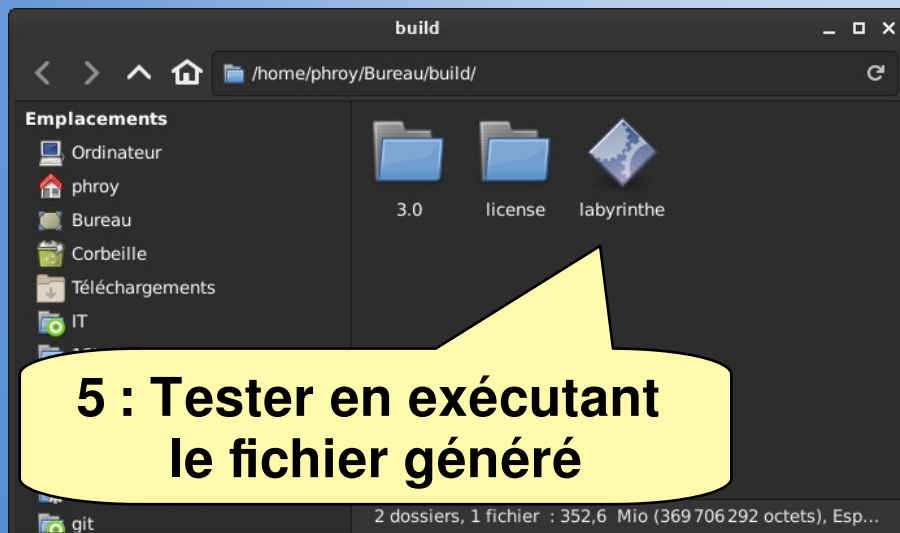 build
/home/phroy/Bureau/build/
Emplacements
Ordinateur
phroy
Bureau
Corbeille
Téléchargements
IT
git
3.0
license
labyrinthe
5 : Tester en exécutant
le fichier généré
2 dossiers, 1 fichier : 352,6 Mio (369 706 292 octets), Esp...